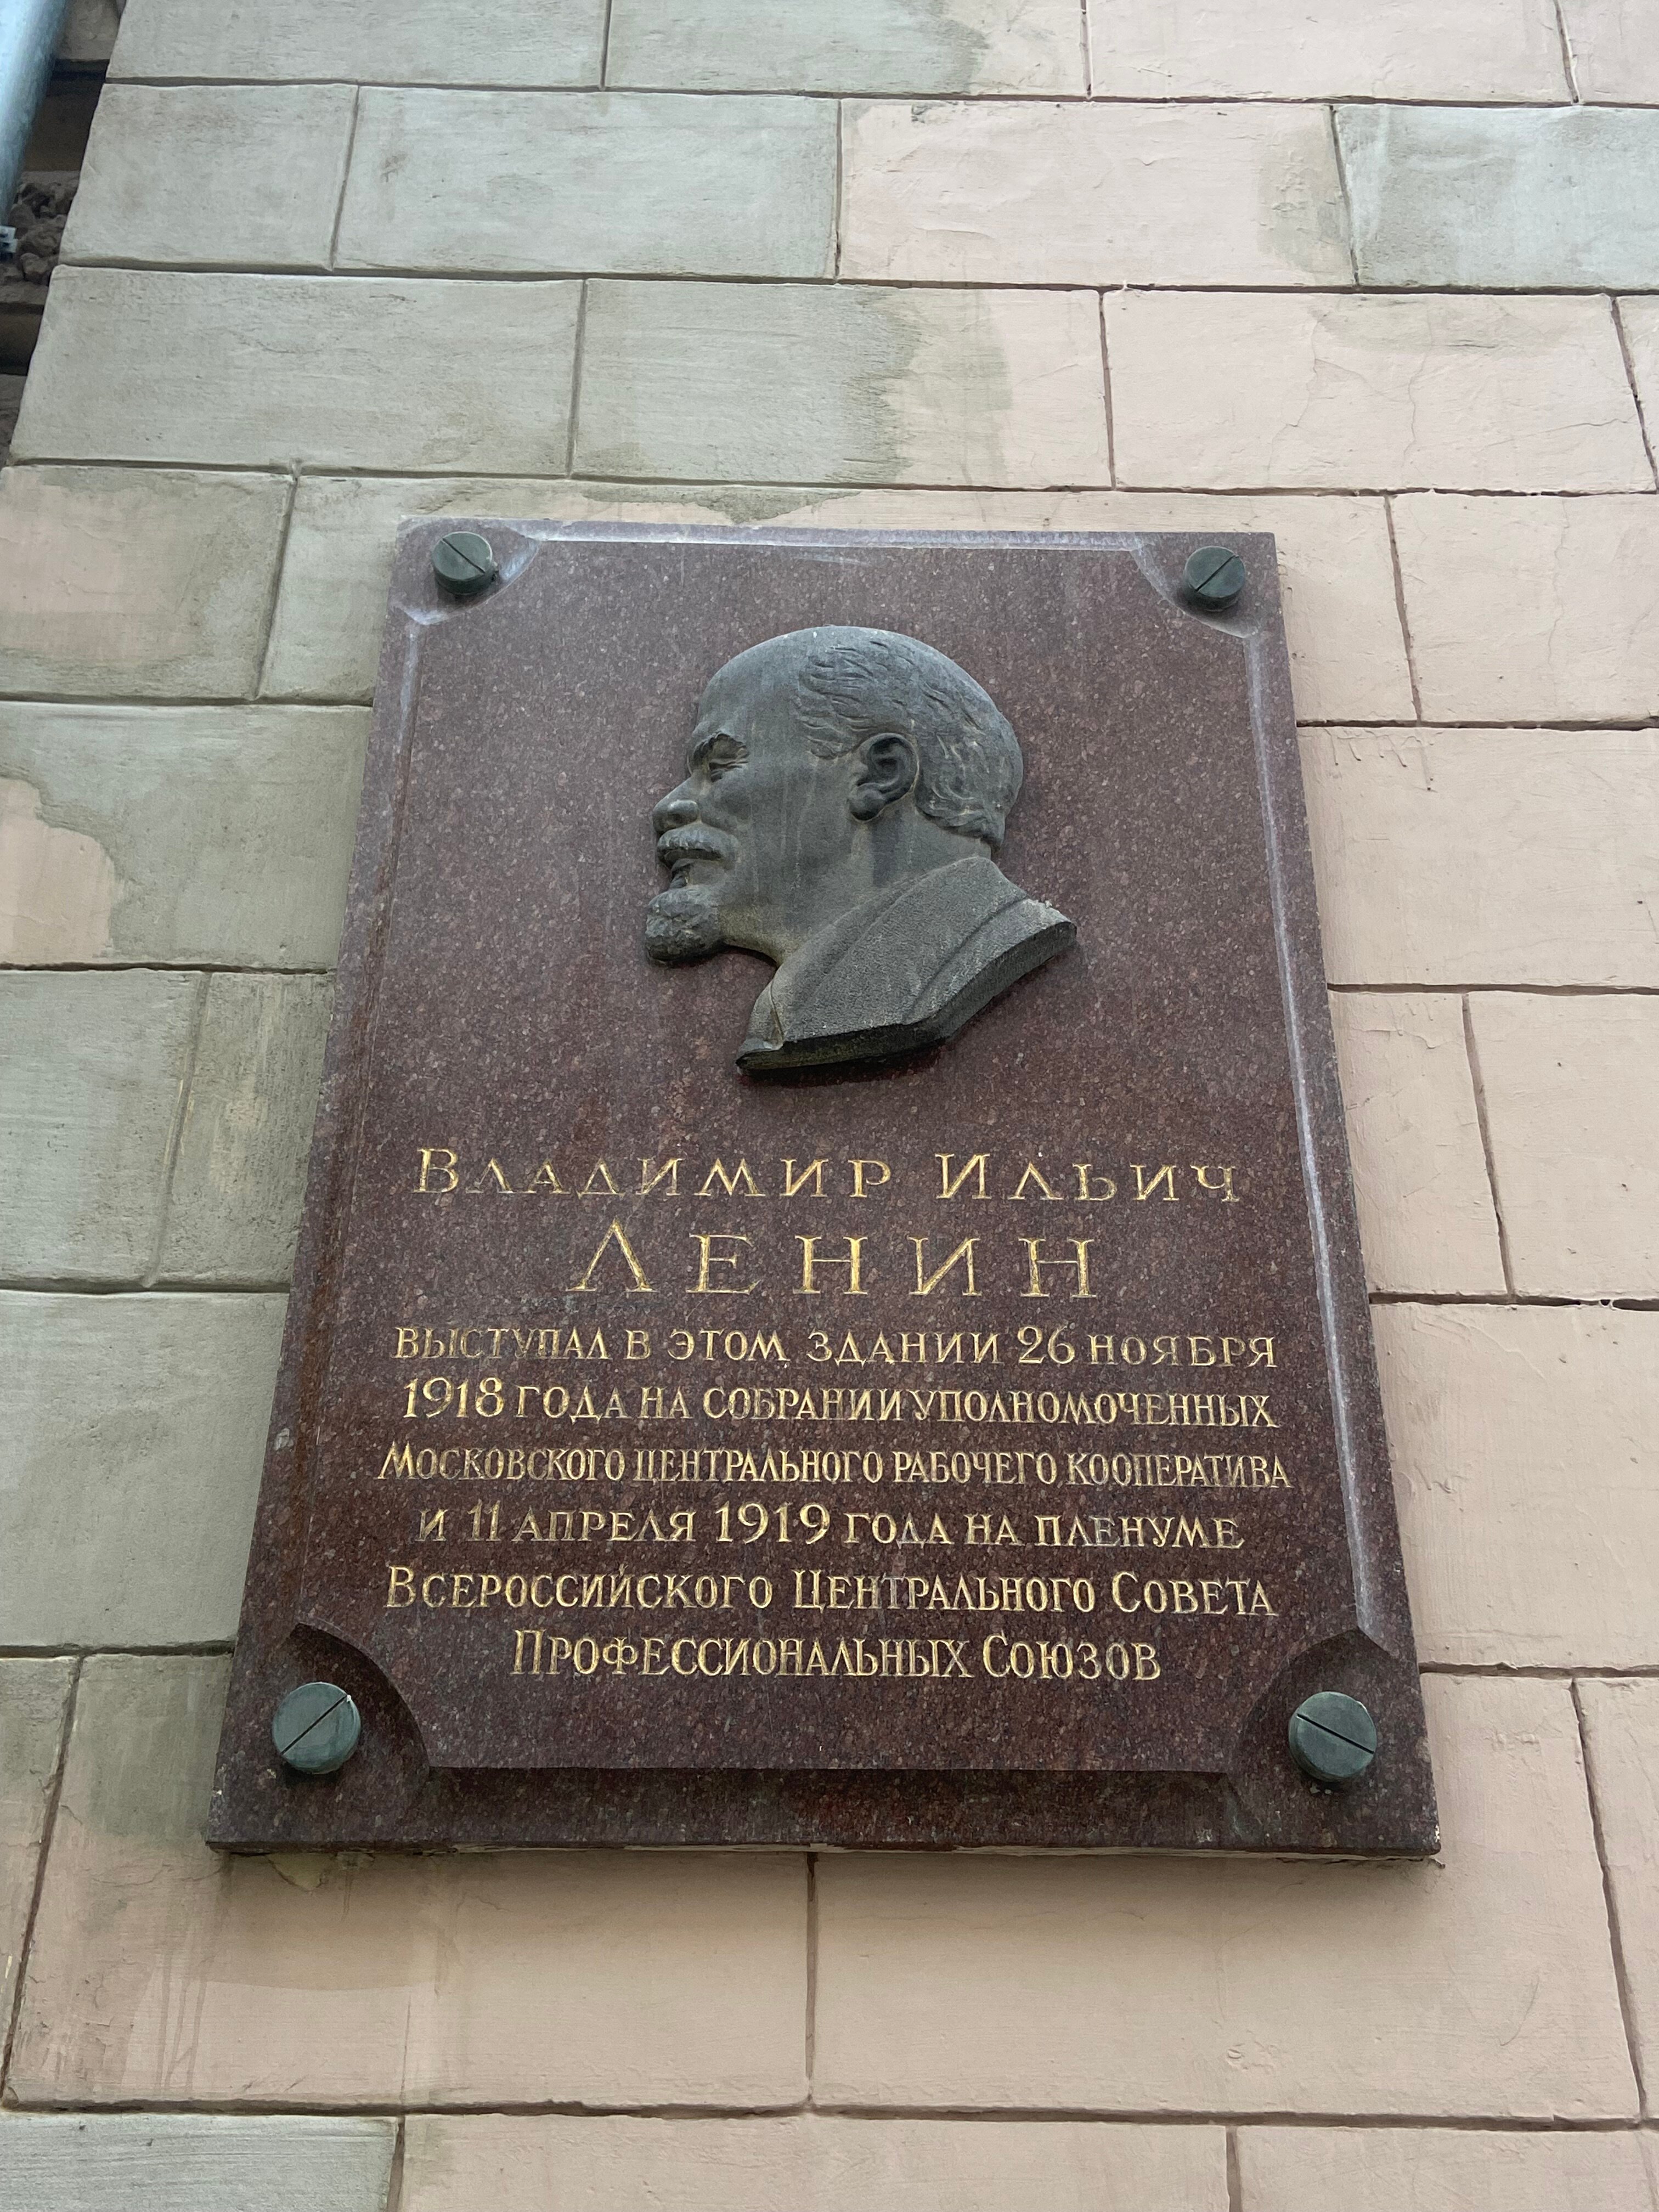 Владимир Ильич
Ленин
выступал в этом здании 26 ноября
1918 года на собрании уполномоченных
Московского центрального рабочего кооператива
и 11 апреля 1919 года на пленуме
Всероссийского Центрального Совета
Профессиональных Союзов